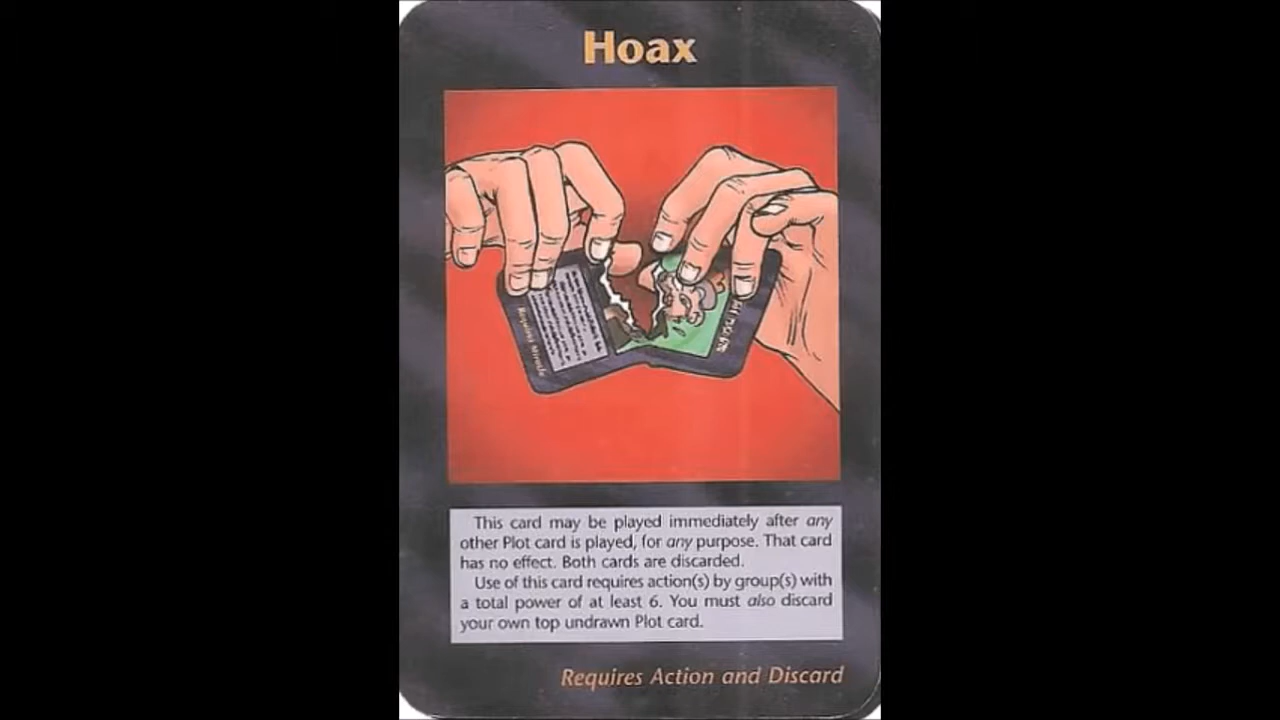 Hoax
Requires Miracle
This card may be played immediately after any
other Plot card is played, for any purpose. That card
has no effect. Both cards are discarded.
Use of this card requires action(s) by group(s) with
a total power of at least 6. You must also discard
your own top undrawn Plot card.
Requires Action and Discard